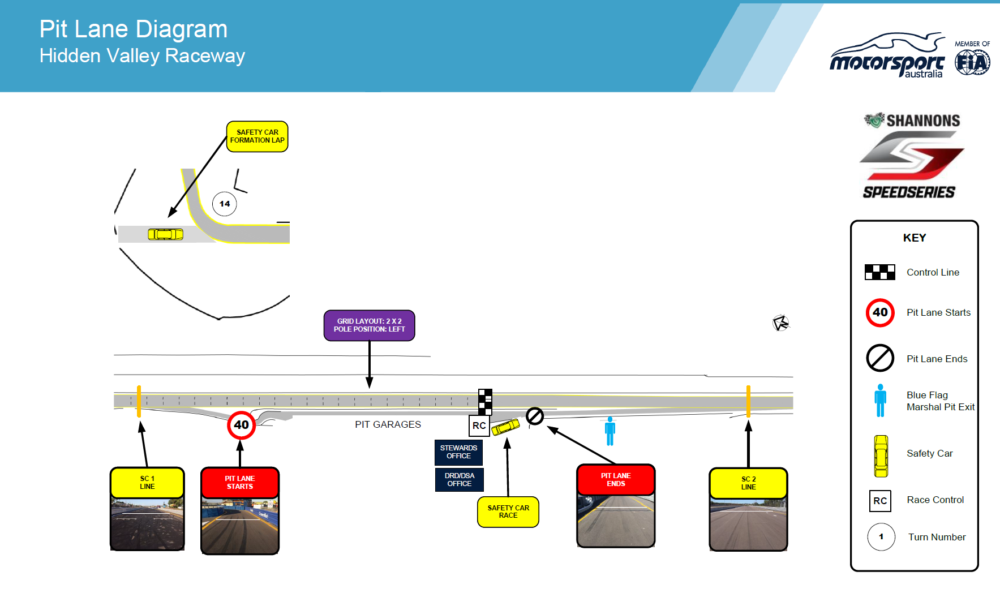 Pit Lane Diagram
Hidden Valley Raceway
motorsport
australia
MEMBER OF
FiA
SHANNONS
SPEEDSERIES
SAFETY CAR
FORMATION LAP
14
GRID LAYOUT: 2 X 2
POLE POSITION: LEFT
40
PIT GARAGES
RC
STEWARDS
OFFICE
DRD/DSA
OFFICE
SC 1
LINE
PIT LANE
STARTS
SAFETY CAR
RACE
PIT LANE
ENDS
SC 2
LINE
KEY
Control Line
40
Pit Lane Starts
Pit Lane Ends
Blue Flag
Marshal Pit Exit
Safety Car
RC
Race Control
1
Turn Number